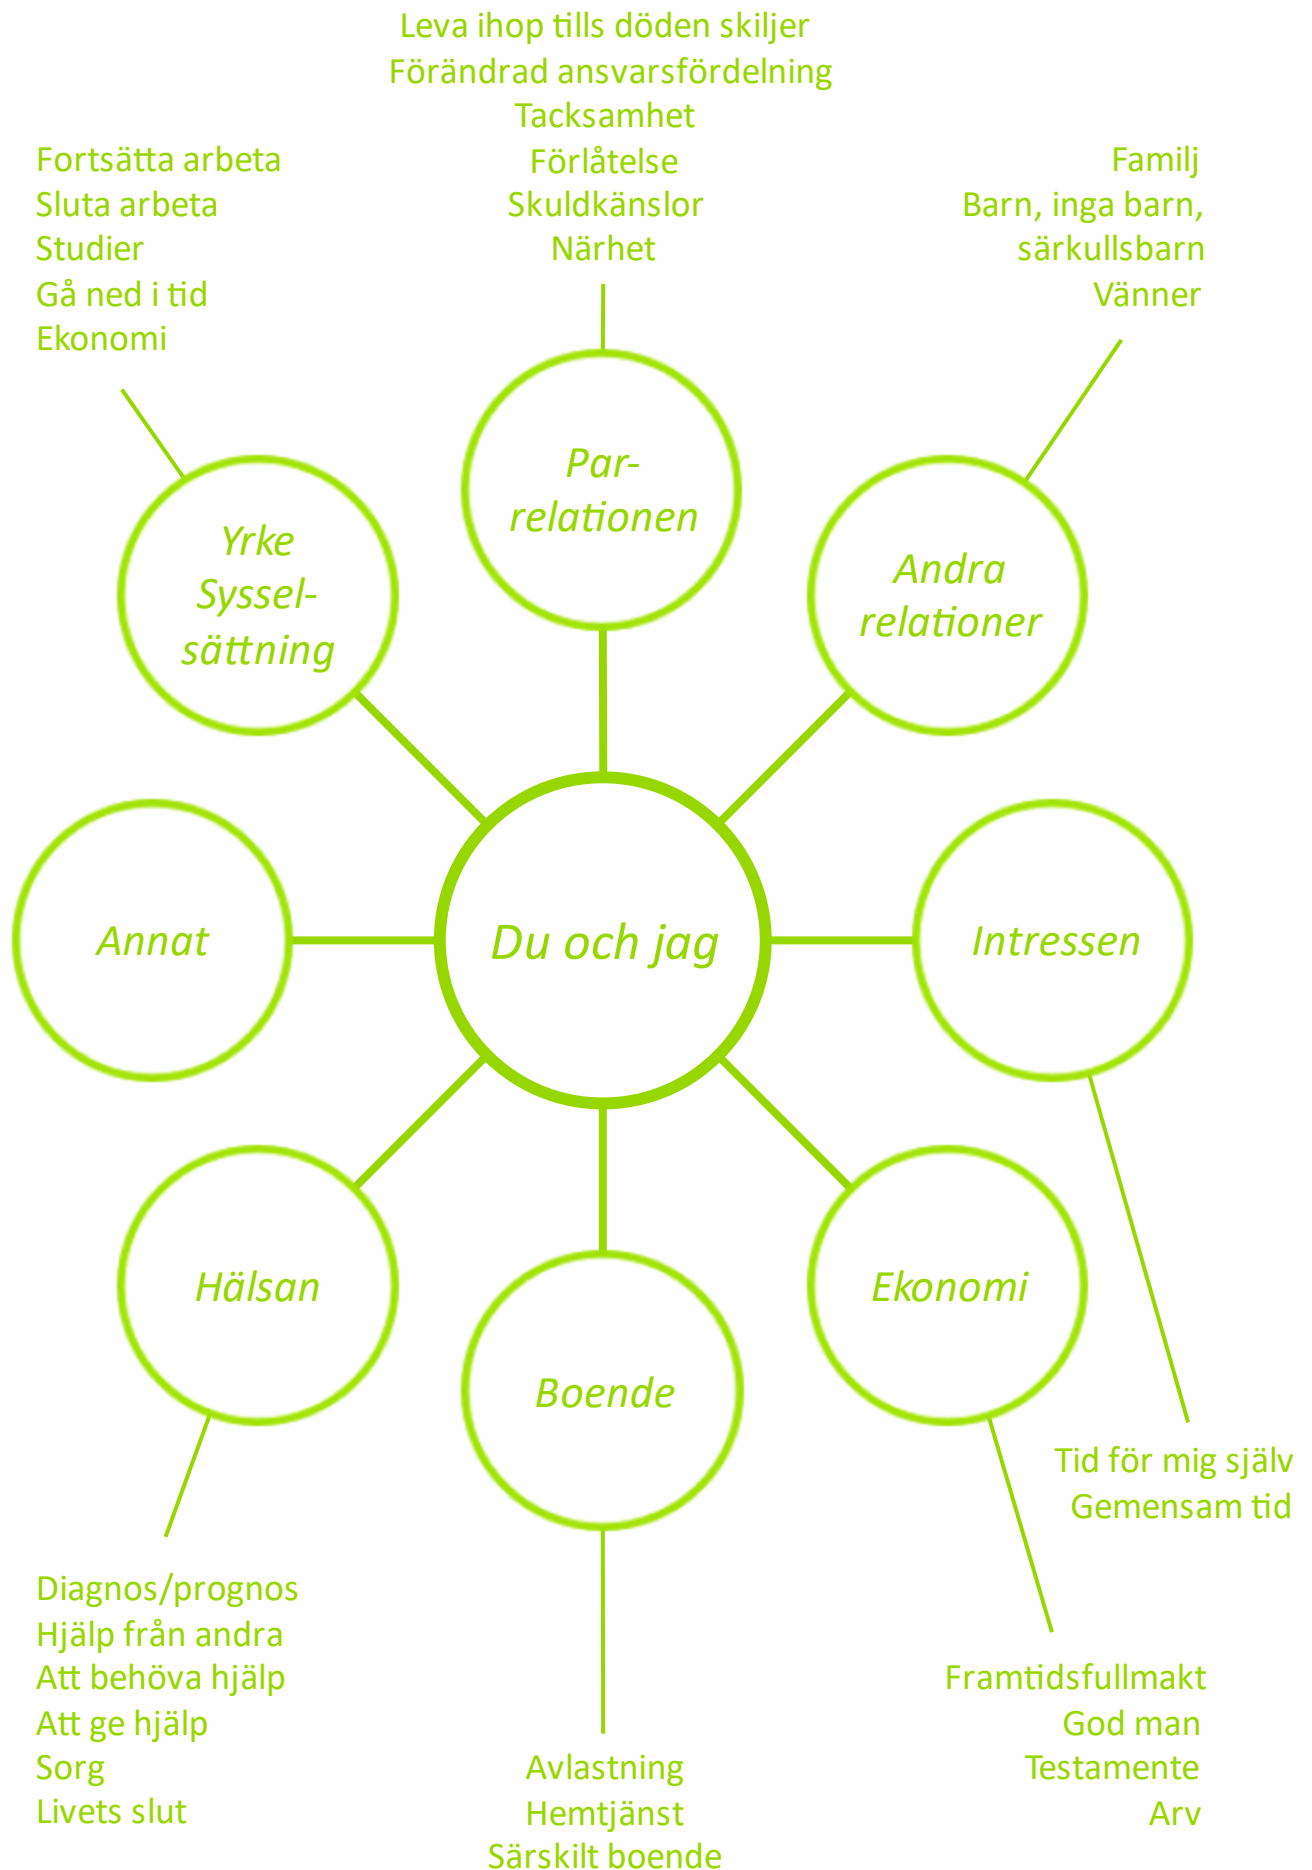 Leva ihop tills döden skiljer
Förändrad ansvarsfördelning
Tacksamhet
Förlåtelse
Skuldkänslor
Närhet
Fortsätta arbeta
Sluta arbeta
Studier
Gå ned i tid
Ekonomi
Familj
Barn, inga barn,
särkullsbarn
Vänner
Par-
relationen
Yrke
Syssel-
sättning
Andra
relationer
Annat
Du och jag
Intressen
Hälsan
Ekonomi
Boende
Tid för mig själv
Gemensam tid
Diagnos/prognos
Hjälp från andra
Att behöva hjälp
Att ge hjälp
Sorg
Livets slut
Avlastning
Hemtjänst
Särskilt boende
Framtidsfullmakt
God man
Testamente
Arv